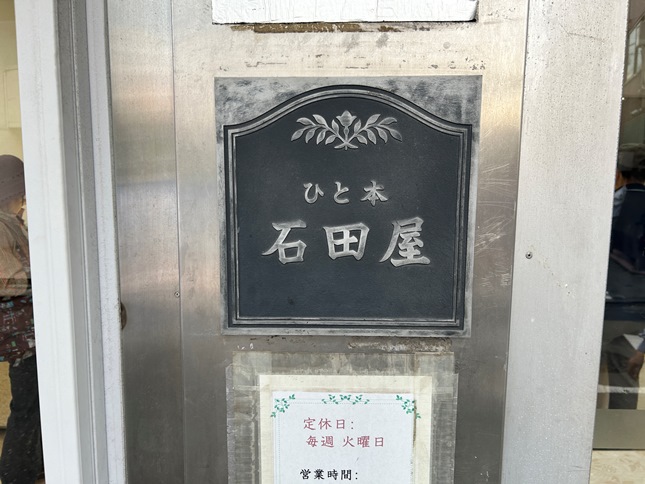 ひと本
石田屋
定休日:
毎週 火曜日
営業時間: